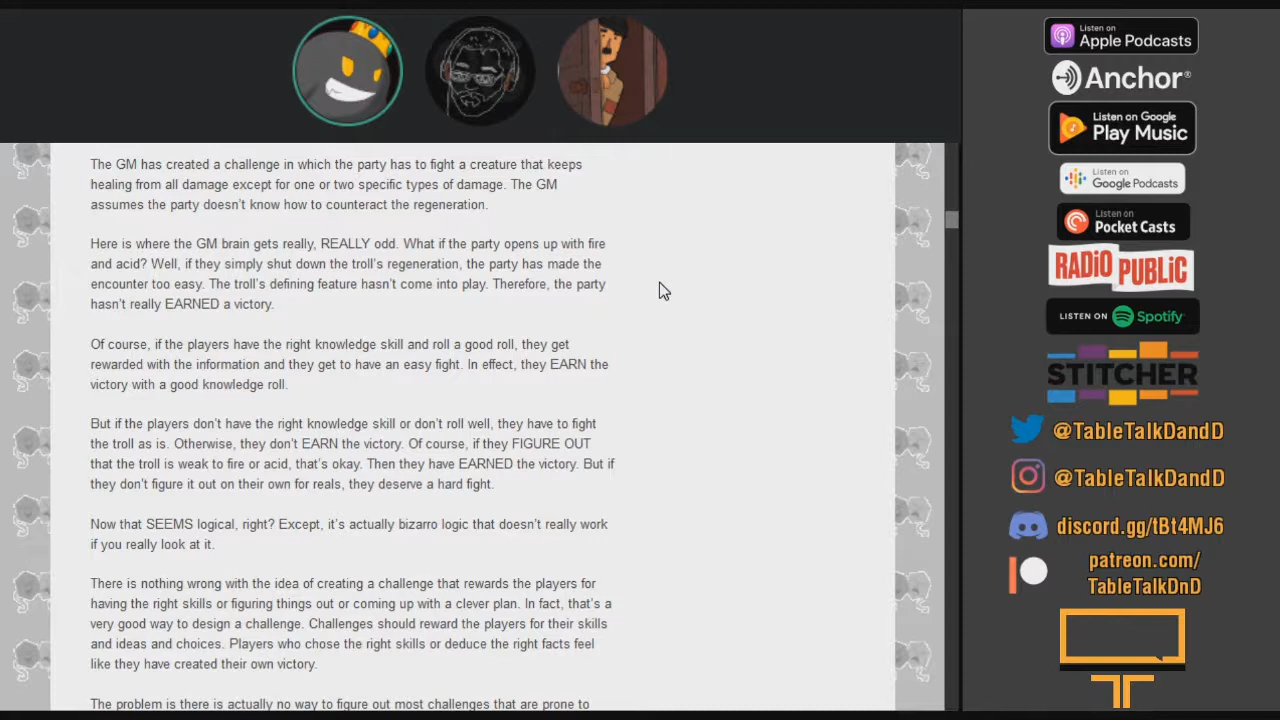 The GM has created a challenge in which the party has to fight a creature that keeps
healing from all damage except for one or two specific types of damage. The GM
assumes the party doesn’t know how to counteract the regeneration.
Here is where the GM brain gets really, REALLY odd. What if the party opens up with fire
and acid? Well, if they simply shut down the troll’s regeneration, the party has made the
encounter too easy. The troll’s defining feature hasn’t come into play. Therefore, the party
hasn’t really EARNED a victory.
Of course, if the players have the right knowledge skill and roll a good roll, they get
rewarded with the information and they get to have an easy fight. In effect, they EARN the
victory with a good knowledge roll.
But if the players don’t have the right knowledge skill or don’t roll well, they have to fight
the troll as is. Otherwise, they don’t EARN the victory. Of course, if they FIGURE OUT
that the troll is weak to fire or acid, that’s okay. Then they have EARNED the victory. But if
they don’t figure it out on their own for reals, they deserve a hard fight.
Now that SEEMS logical, right? Except, it’s actually bizarro logic that doesn’t really work
if you really look at it.
There is nothing wrong with the idea of creating a challenge that rewards the players for
having the right skills or figuring things out or coming up with a clever plan. In fact, that’s a
very good way to design a challenge. Challenges should reward the players for their skills
and ideas and choices. Players who chose the right skills or deduce the right facts feel
like they have created their own victory.
The problem is there is actually no way to figure out most challenges that are prone to
Listen on
Apple Podcasts
Anchor®
Listen on Google
Play Music
Listen on
Google Podcasts
Listen on
Pocket Casts
RADIO PUBLIC
LISTEN ON Spotify
STITCHER
@TableTalkDandD
@TableTalkDandD
discord.gg/tBt4MJ6
patreon.com/
TableTalkDnD